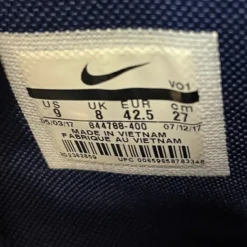 VO1
US UK EUR cm
9 8 42.5 27
05/03/17 844788-400 07/12/17
MADE IN VIETNAM
FABRIQUE AU VIETNAM
UPC